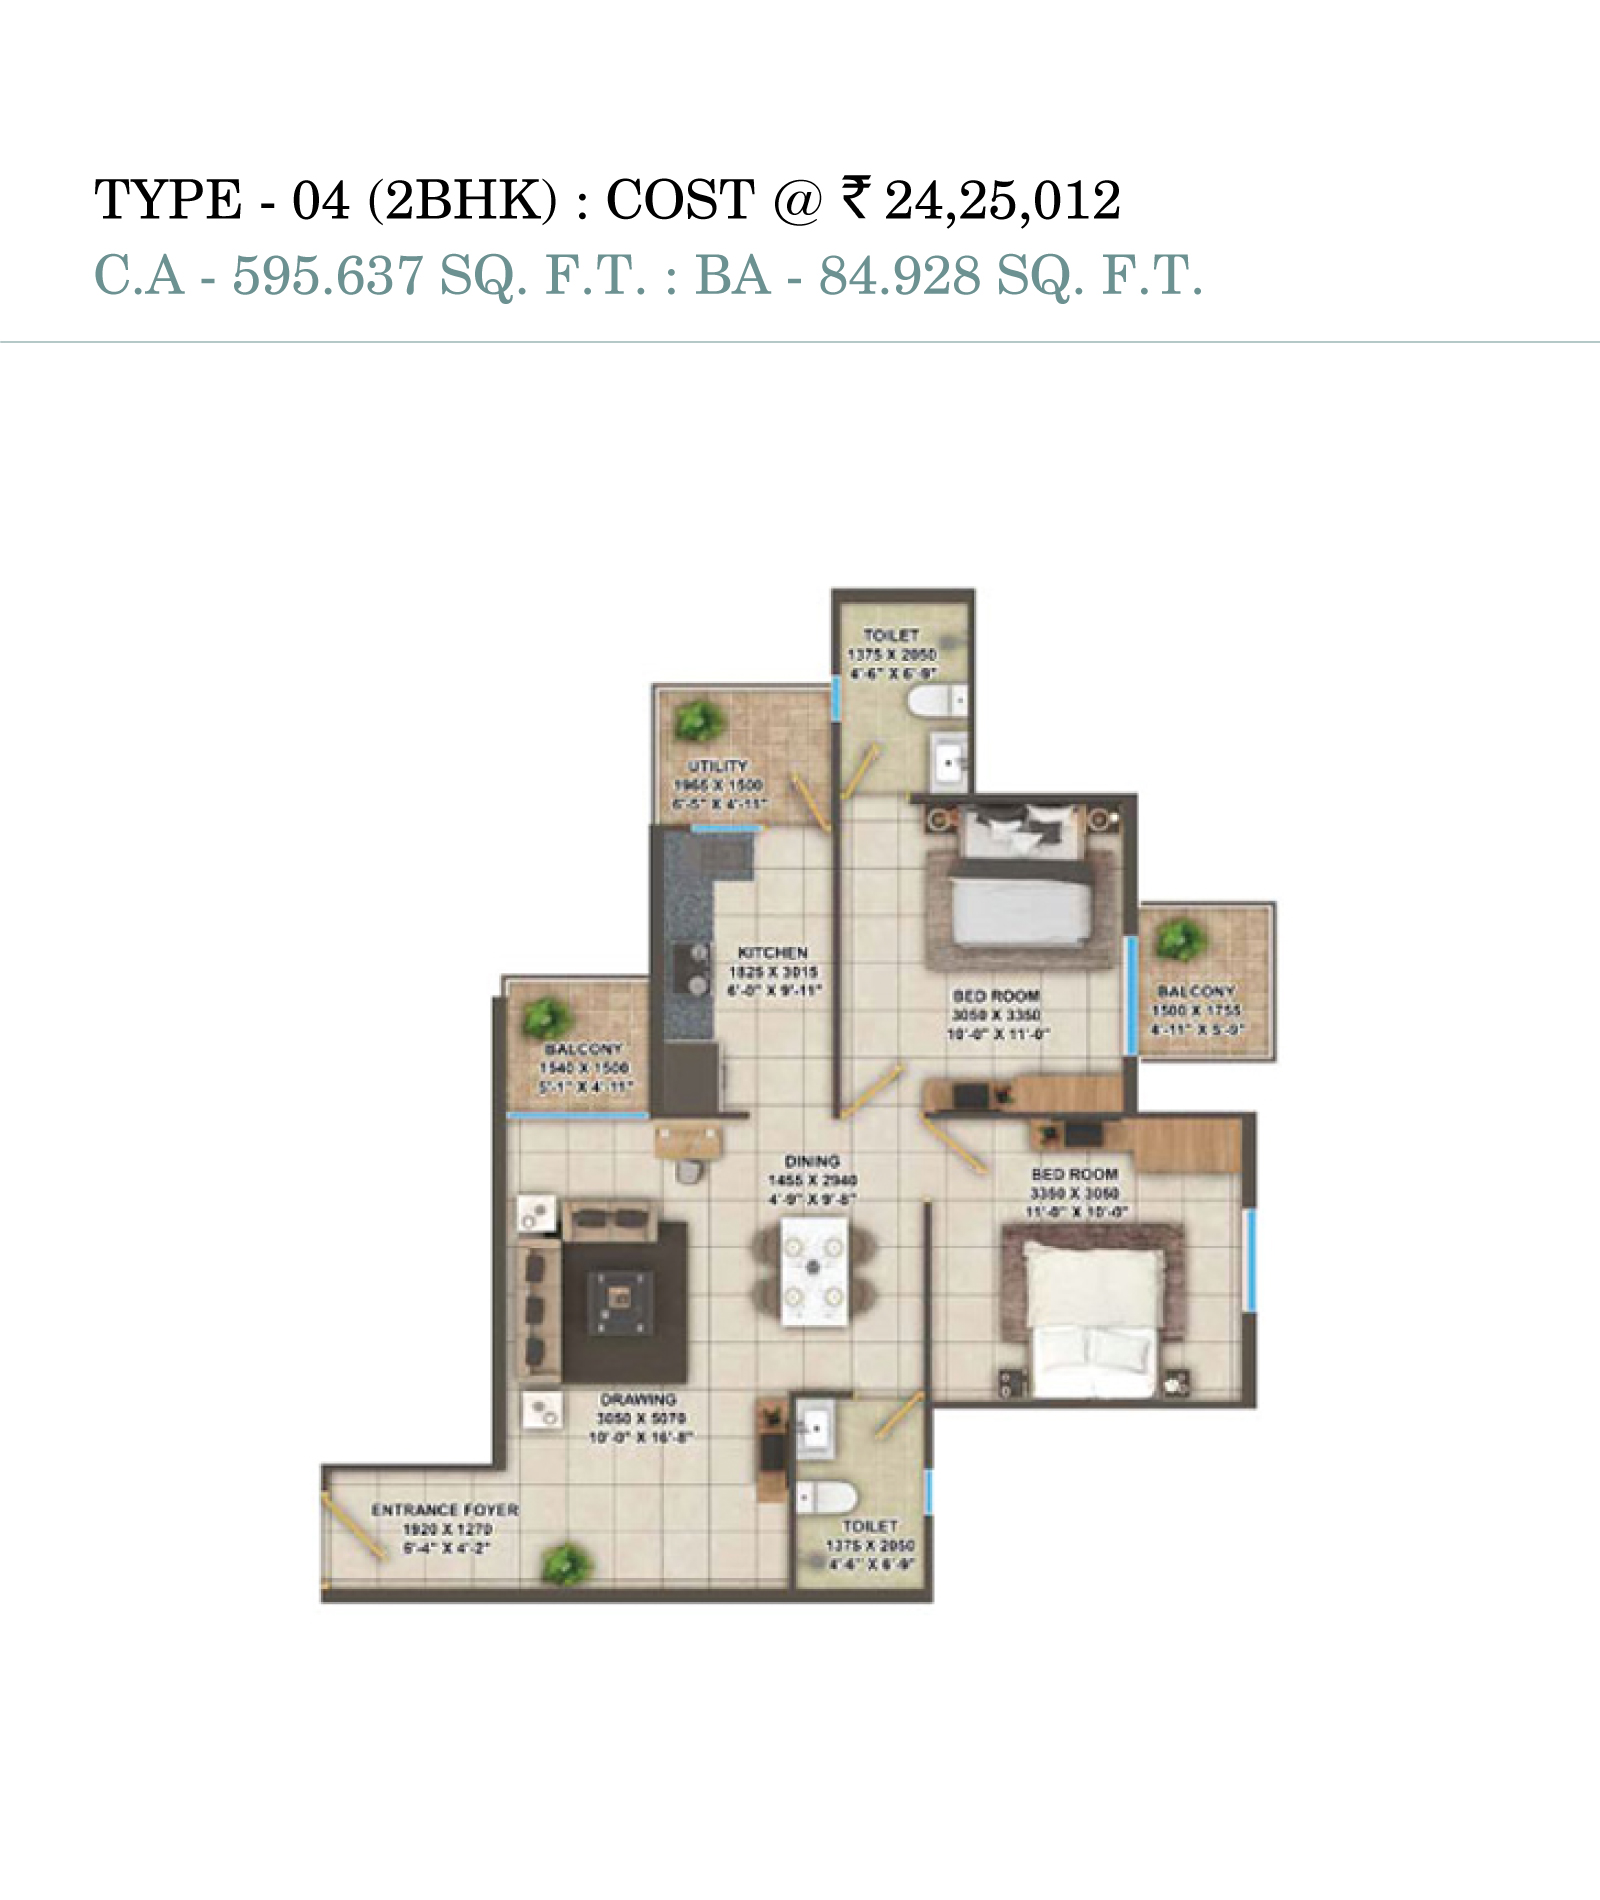 TYPE - 04 (2BHK) : COST @ ₹ 24,25,012
C.A - 595.637 SQ. F.T. : BA - 84.928 SQ. F.T.
TOILET
1375 X 2050
4'-6" X 6'-9"
UTILITY
1965 X 1500
6'-5" X 4'-11"
KITCHEN
1825 X 3015
6'-0" X 9'-11"
BED ROOM
3050 X 3350
10'-0" X 11'-0"
BALCONY
1500 X 1755
4'-11" X 5'-9"
BALCONY
1540 X 1500
5'-1" X 4'-11"
DINING
1455 X 2940
4'-9" X 9'-8"
BED ROOM
3350 X 3050
11'-0" X 10'-0"
DRAWING
3050 X 5070
10'-0" X 16'-8"
ENTRANCE FOYER
1920 X 1270
6'-4" X 4'-2"
TOILET
1375 X 2050
4'-6" X 6'-9"